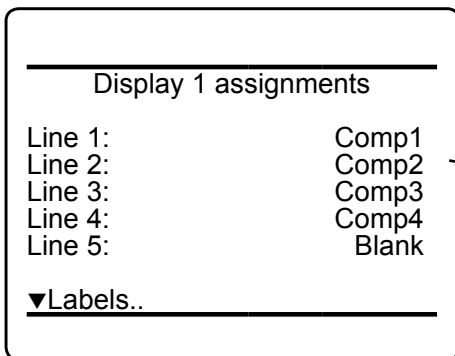 Display 1 assignments
Line 1: Comp1
Line 2: Comp2
Line 3: Comp3
Line 4: Comp4
Line 5: Blank
▼Labels..